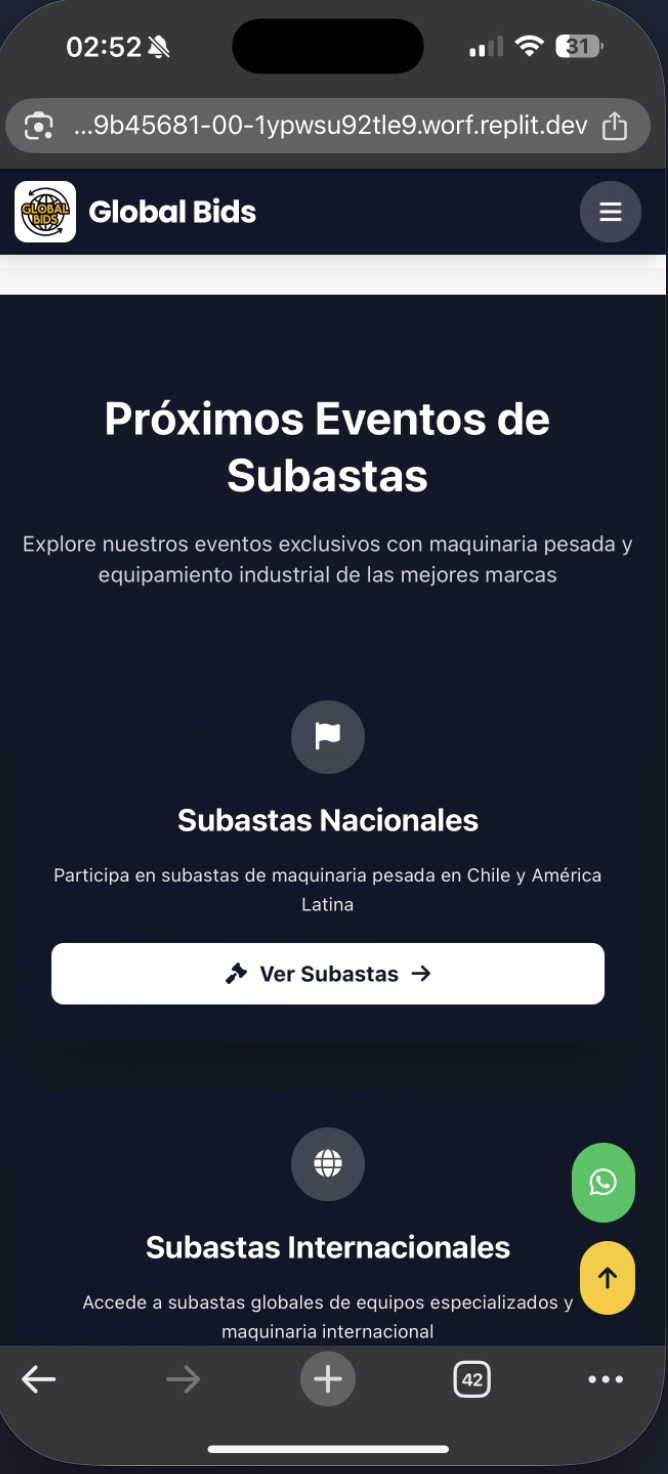 02:52
31
...9b45681-00-1ypwsu92tle9.worf.replit.dev
GLOBAL
BIDS
Global Bids
Próximos Eventos de
Subastas
Explore nuestros eventos exclusivos con maquinaria pesada y
equipamiento industrial de las mejores marcas
Subastas Nacionales
Participa en subastas de maquinaria pesada en Chile y América
Latina
Ver Subastas →
Subastas Internacionales
Accede a subastas globales de equipos especializados y
maquinaria internacional
42